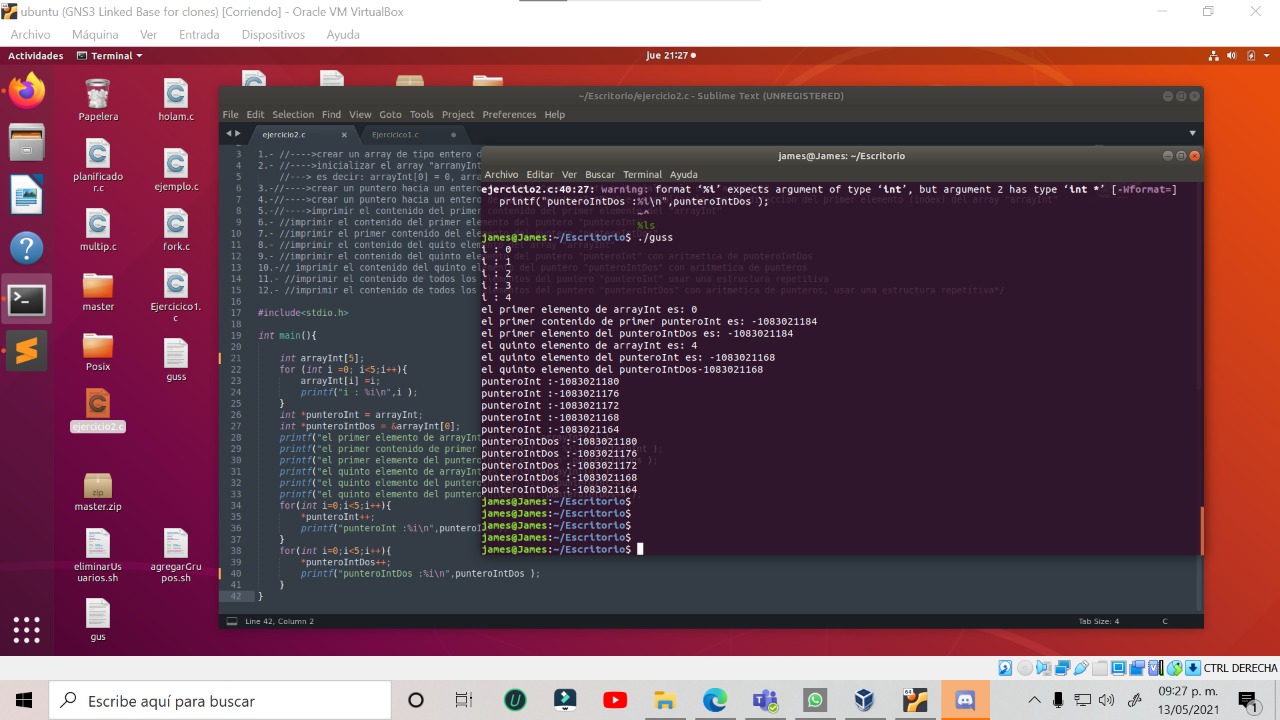 ubuntu (GNS3 Linked Base for clones) [Corriendo] - Oracle VM VirtualBox
Archivo Máquina Ver Entrada Dispositivos Ayuda
Actividades Terminal jue 21:27
Papelera
holam.c
planificador.c
ejemplo.c
multip.c
fork.c
master
Ejercicico1.c
Posix
guss
ejercicio2.c
master.zip
eliminarUsuarios.sh
agregarGrupos.sh
gus
~/Escritorio/ejercicio2.c - Sublime Text (UNREGISTERED)
File Edit Selection Find View Goto Tools Project Preferences Help
ejercicio2.c Ejercicico1.c
3 1.- //---->crear un array de tipo entero d
4 2.- //---->inicializar el array "arranyInt
5 //---> es decir: arrayInt[0] = 0, arra
6 3.-//---->crear un puntero hacia un entero
7 4.-//---->crear un puntero hacia un entero
8 5.-//---->imprimir el contenido del primer
9 6.- //imprimir el contenido del primer ele
10 7.- //imprimir el primer contenido del ele
11 8.- // imprimir el contenido del quito ele
12 9.- // imprimir el contenido del quinto ele
13 10.-// imprimir el contenido del quinto el
14 11.- //imprimir el contenido de todos los
15 12.- //imprimir el contenido de todos los
16
17 #include<stdio.h>
18
19 int main(){
20
21 int arrayInt[5];
22 for (int i =0; i<5;i++){
23 arrayInt[i] =i;
24 printf("i : %i\n",i );
25 }
26 int *punteroInt = arrayInt;
27 int *punteroIntDos = &arrayInt[0];
28 printf("el primer elemento de arrayInt
29 printf("el primer contenido de primer
30 printf("el primer elemento del puntero
31 printf("el quinto elemento de arrayInt
32 printf("el quinto elemento del puntero
33 printf("el quinto elemento del puntero
34 for(int i=0;i<5;i++){
35 *punteroInt++;
36 printf("punteroInt :%i\n",punteroI
37 }
38 for(int i=0;i<5;i++){
39 *punteroIntDos++;
40 printf("punteroIntDos :%i\n",punteroIntDos );
41 }
42 }
Line 42, Column 2 Tab Size: 4 C
james@James: ~/Escritorio
Archivo Editar Ver Buscar Terminal Ayuda
ejercicio2.c:40:27: warning: format ‘%i’ expects argument of type ‘int’, but argument 2 has type ‘int *’ [-Wformat=]
printf("punteroIntDos :%i\n",punteroIntDos );
~^
%ls
james@James:~/Escritorio$ ./guss
i : 0
i : 1
i : 2
i : 3
i : 4
el primer elemento de arrayInt es: 0
el primer contenido de primer punteroInt es: -1083021184
el primer elemento del punteroIntDos es: -1083021184
el quinto elemento de arrayInt es: 4
el quinto elemento del punteroInt es: -1083021168
el quinto elemento del punteroIntDos-1083021168
punteroInt :-1083021180
punteroInt :-1083021176
punteroInt :-1083021172
punteroInt :-1083021168
punteroInt :-1083021164
punteroIntDos :-1083021180
punteroIntDos :-1083021176
punteroIntDos :-1083021172
punteroIntDos :-1083021168
punteroIntDos :-1083021164
james@James:~/Escritorio$
james@James:~/Escritorio$
james@James:~/Escritorio$
james@James:~/Escritorio$
james@James:~/Escritorio$
CTRL DERECHA
Escribe aquí para buscar
09:27 p. m.
13/05/2021
1